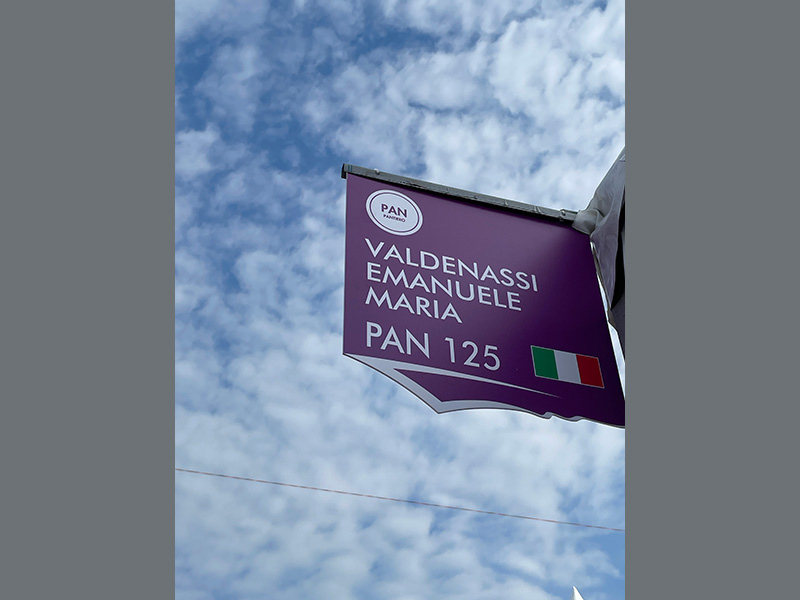 PAN
PANTERO
VALDENASSI
EMANUELE
MARIA
PAN 125